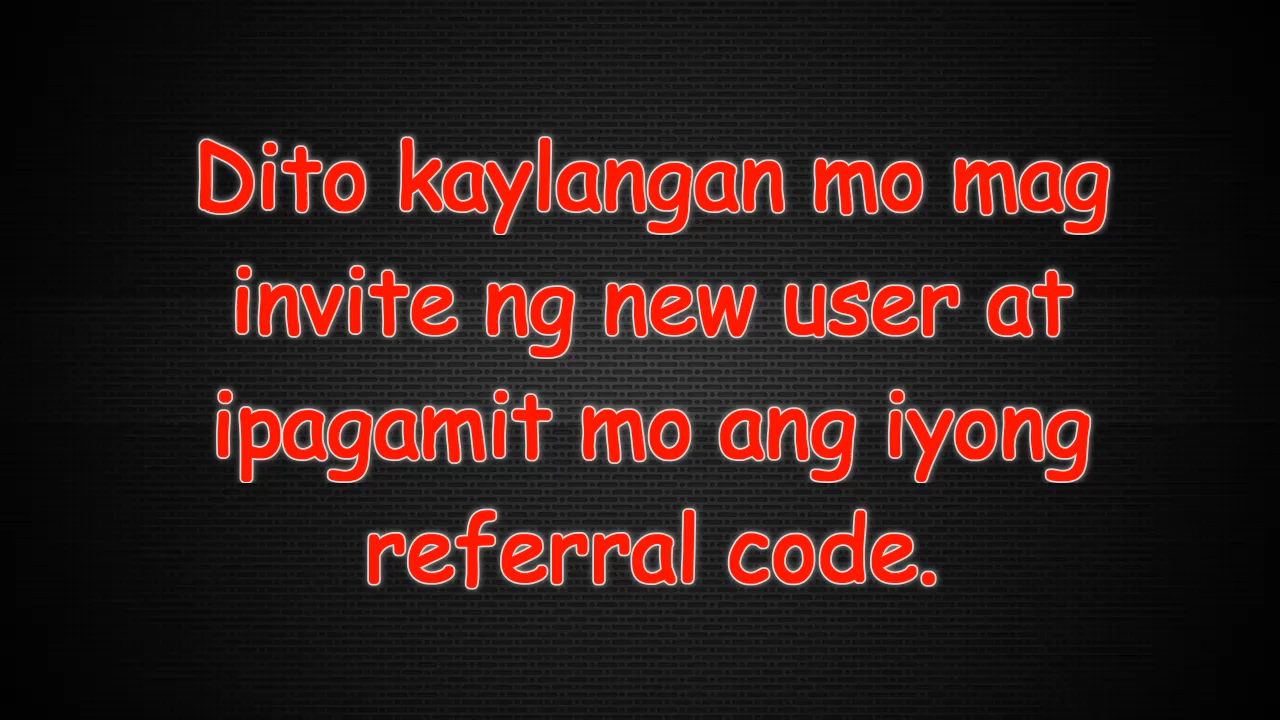 Dito kaylangan mo mag
invite ng new user at
ipagamit mo ang iyong
referral code.